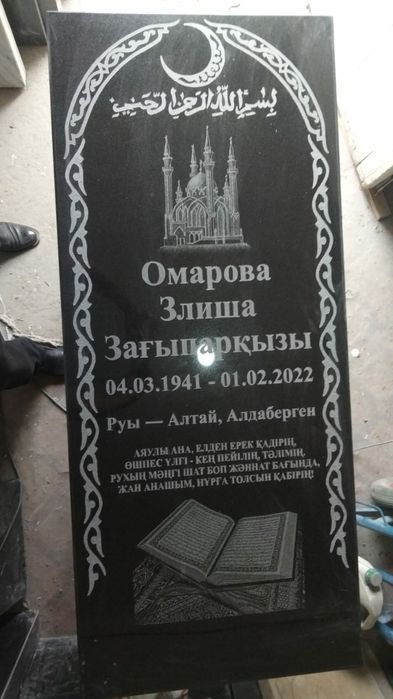 بسم الله الرحمن الرحيم
Омарова
Злиша
Зағыпарқызы
04.03.1941 - 01.02.2022
Руы — Алтай, Алдаберген
АЯУЛЫ АНА, ЕЛДЕН ЕРЕК ҚАДІРІҢ,
ӨШПЕС ҮЛГІ - КЕҢ ПЕЙІЛІҢ, ТӘЛІМІҢ.
РУХЫҢ МӘҢГІ ШАТ БОП ЖӘННАТ БАҒЫНДА,
ЖАН АНАШЫМ, НҰРҒА ТОЛСЫН ҚАБІРІҢ!